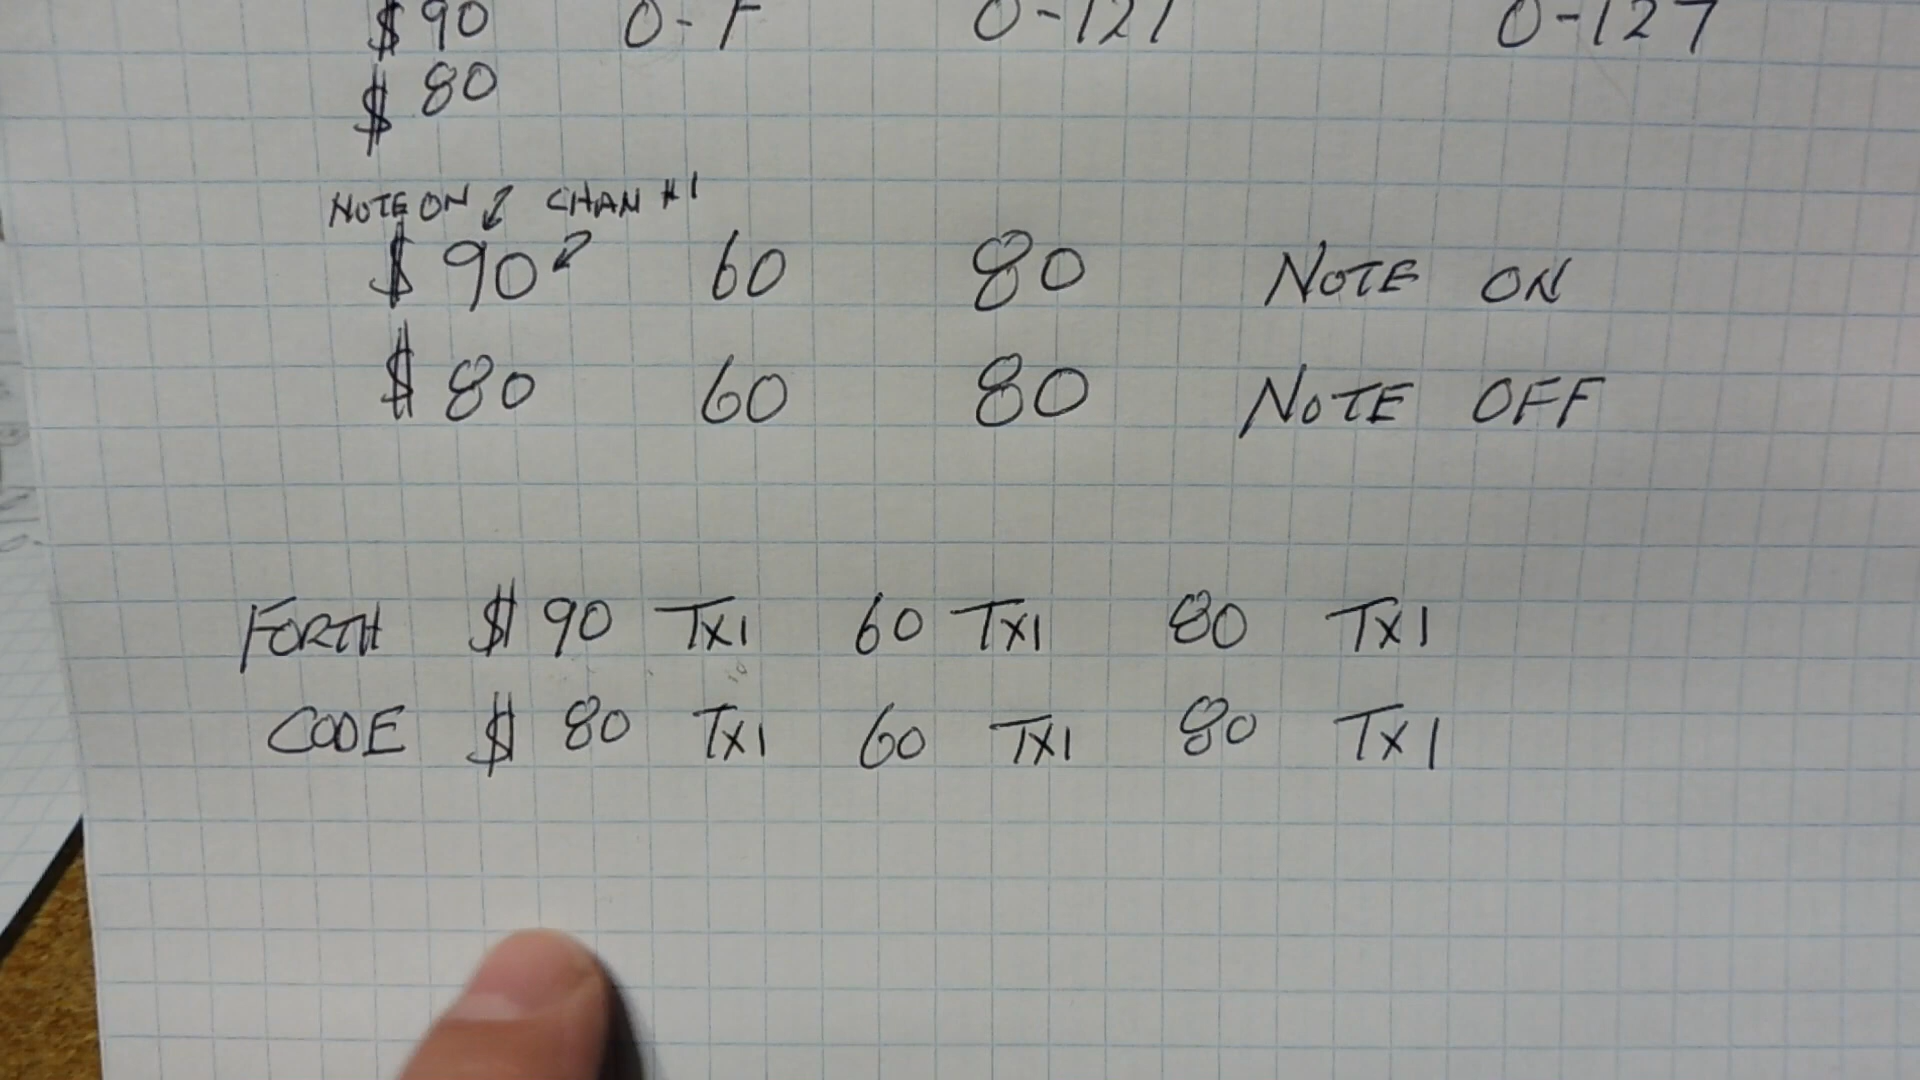 $90 0-F 0-127 0-127
$80
NOTE ON CHAN #1
$90 60 80 NOTE ON
$80 60 80 NOTE OFF
FORTH $90 TX1 60 TX1 80 TX1
CODE $80 TX1 60 TX1 80 TX1